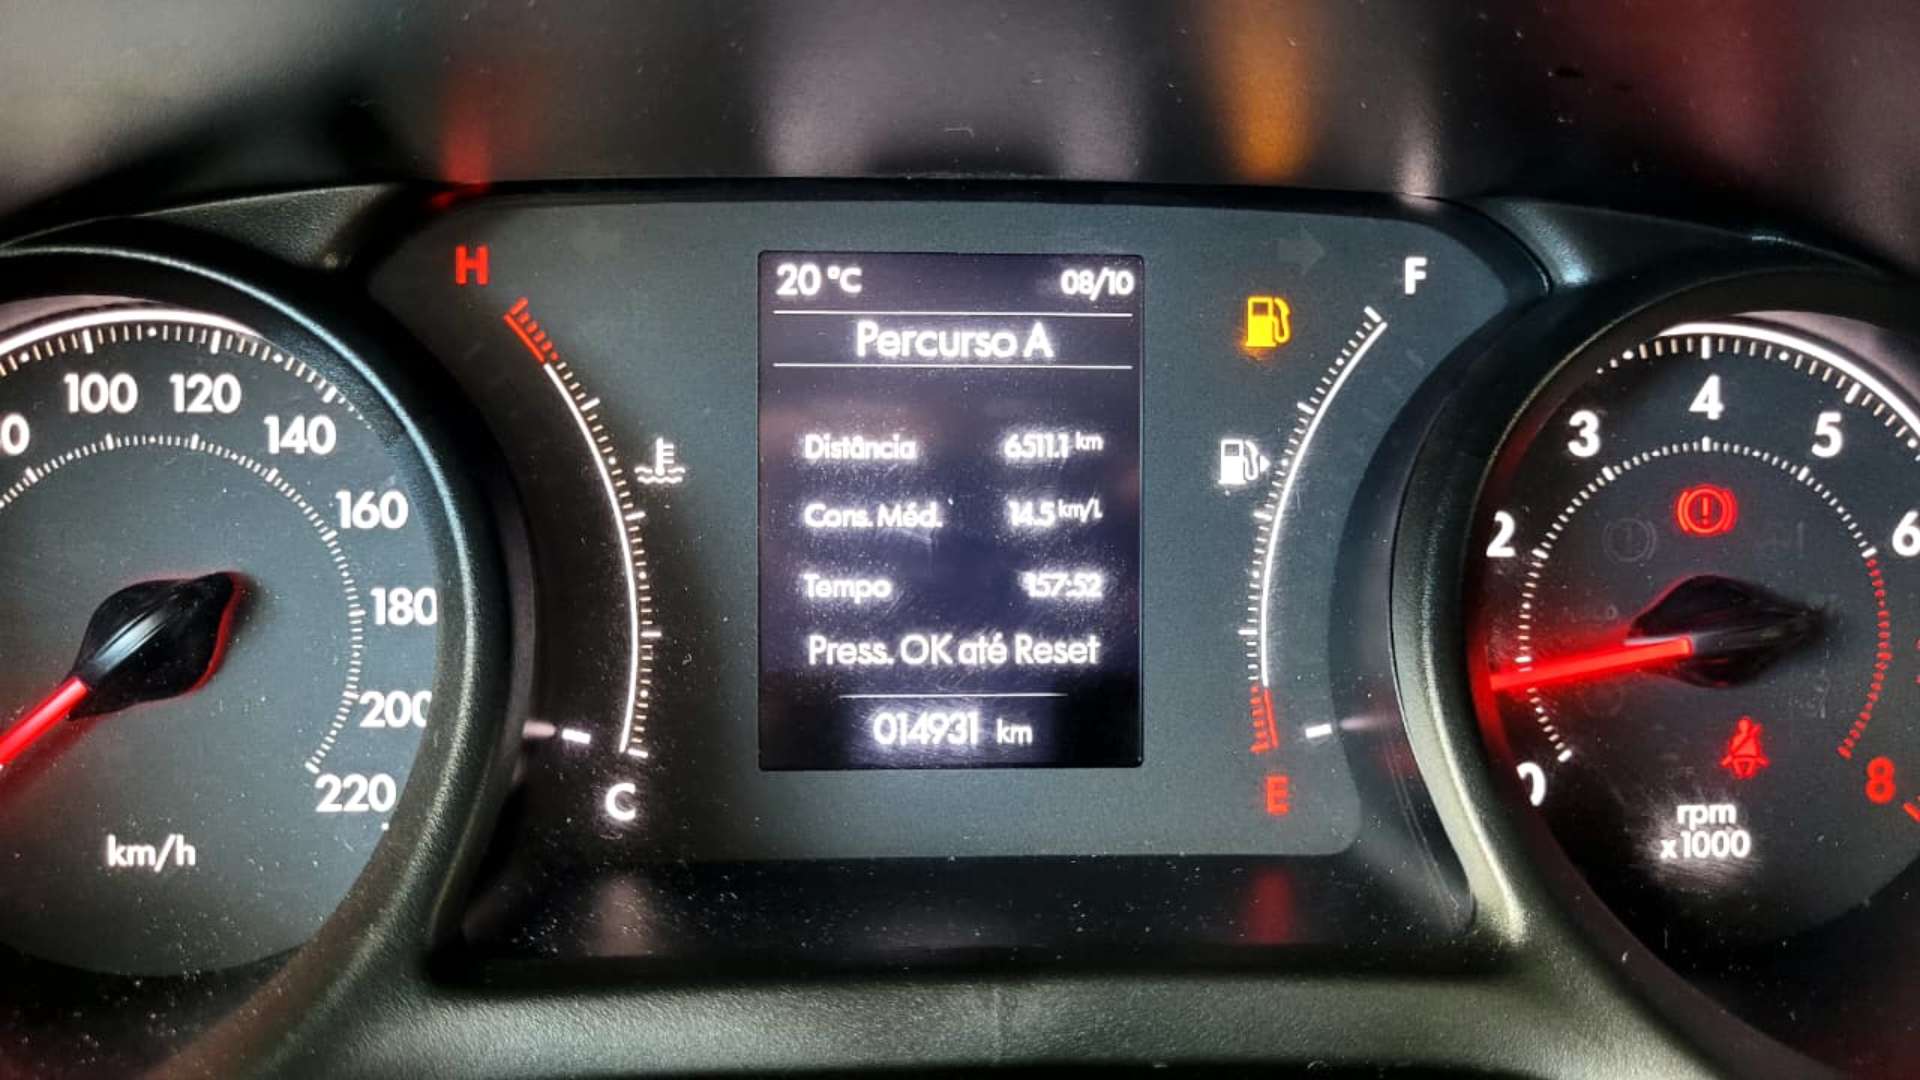 H
20 °C 08/10
Percurso A
Distância 6511.1 km
Cons. Méd. 14.5 km/l
Tempo 157:52
Press. OK até Reset
014931 km
C
F
E
100
120
140
160
180
200
220
km/h
0
2
3
4
5
6
8
rpm
x1000